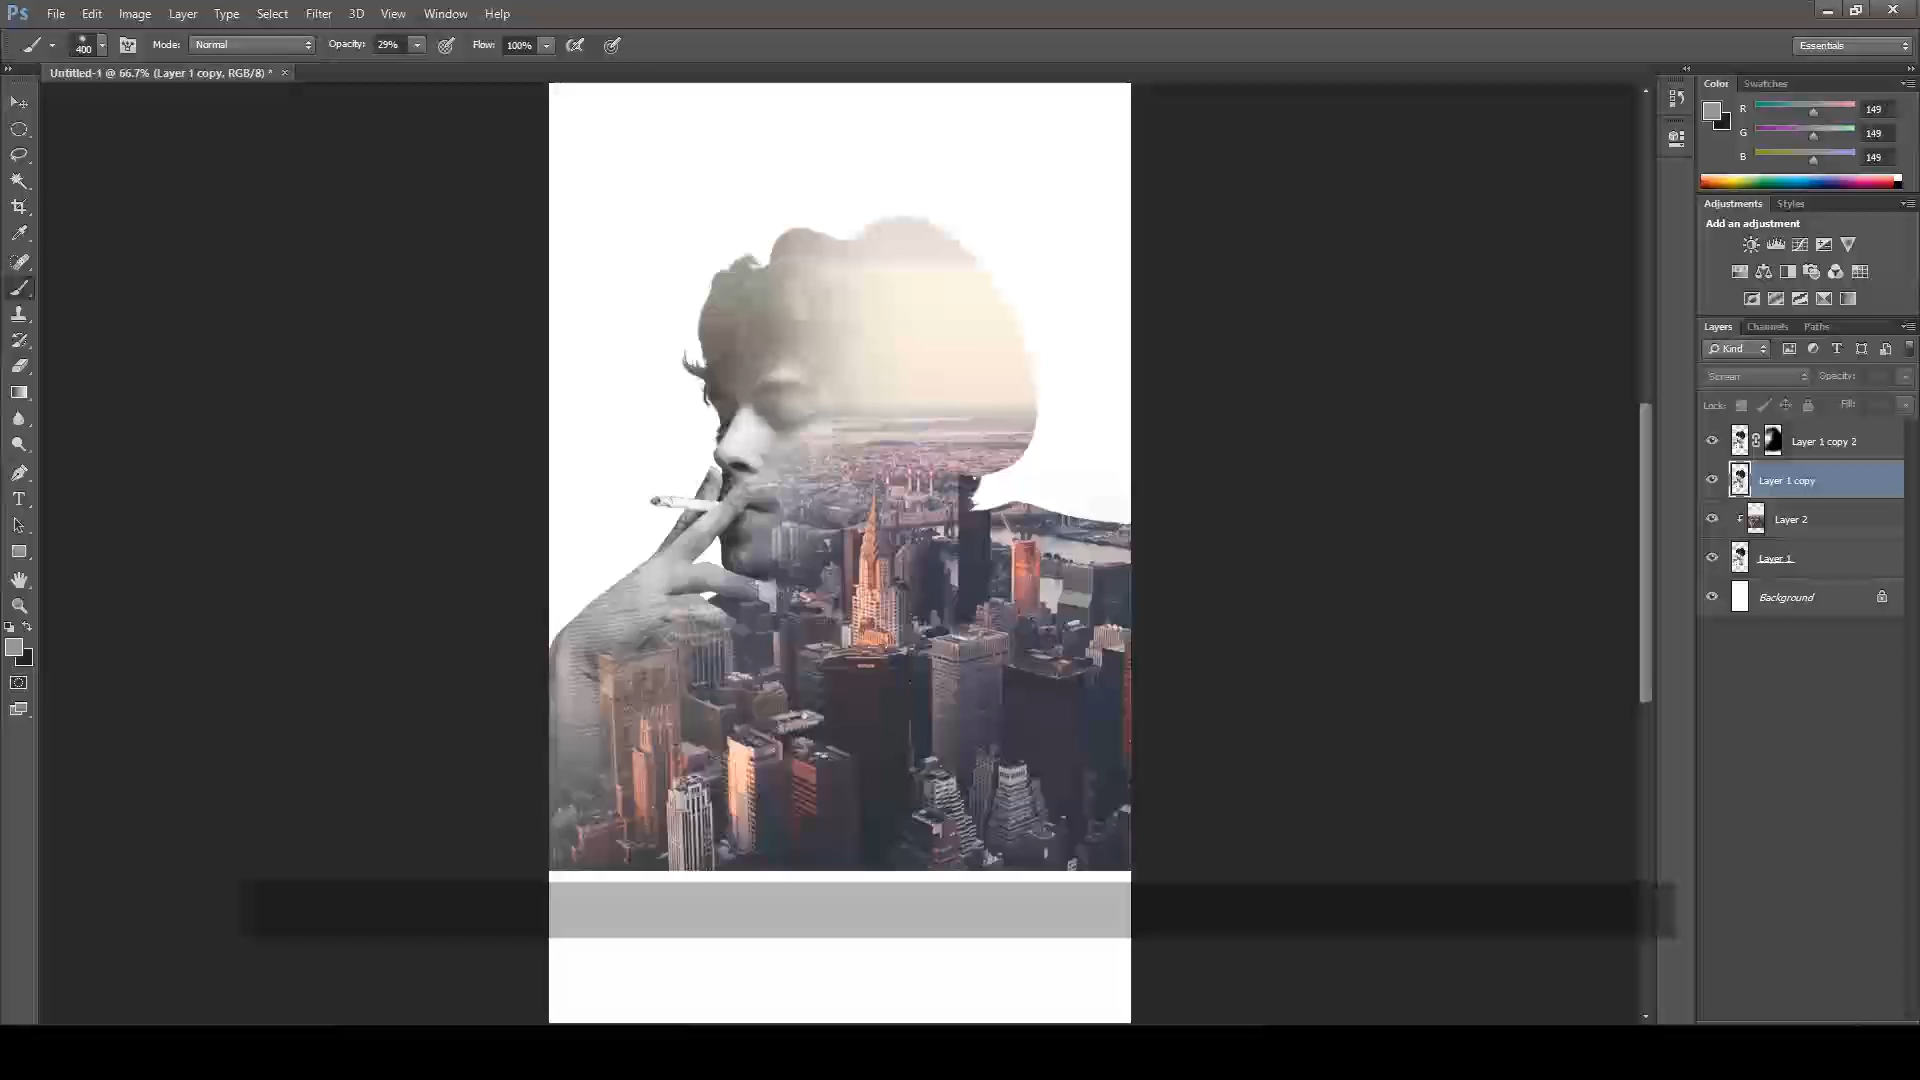 Ps File Edit Image Layer Type Select Filter 3D View Window Help
400 Mode: Normal Opacity: 29% Flow: 100% Essentials
Untitled-1 @ 66.7% (Layer 1 copy, RGB/8) * ×
Color Swatches
R 149
G 149
B 149
Adjustments Styles
Add an adjustment
Layers Channels Paths
Kind
Screen Opacity:
Lock: Fill:
Layer 1 copy 2
Layer 1 copy
Layer 2
Layer 1
Background